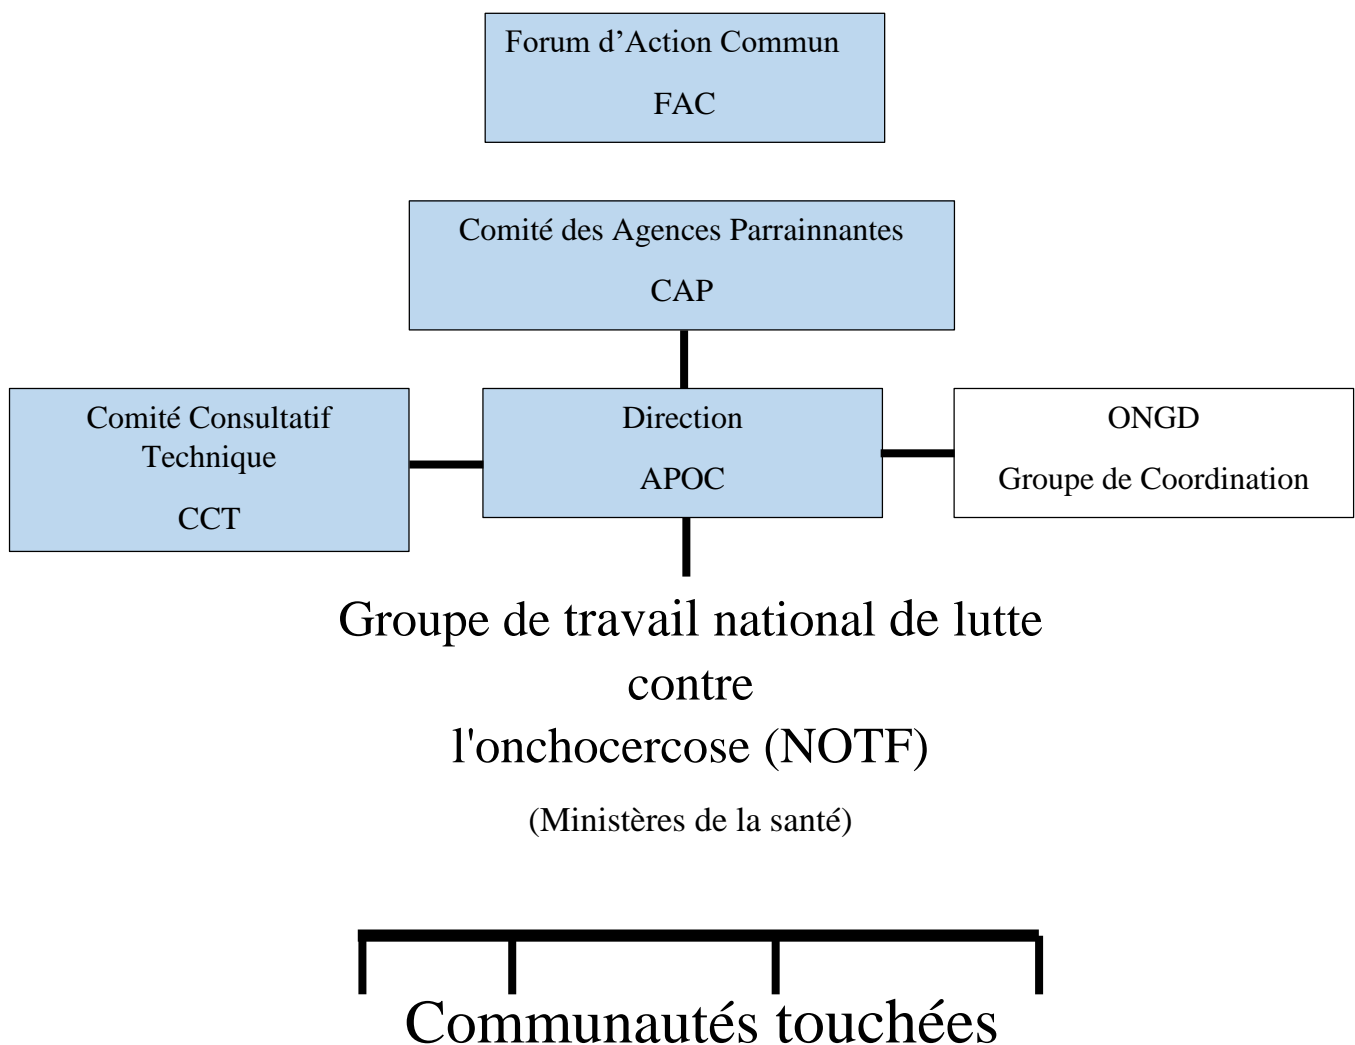 Forum d’Action Commun
FAC
Comité des Agences Parrainnantes
CAP
Comité Consultatif
Technique
CCT
Direction
APOC
ONGD
Groupe de Coordination
Groupe de travail national de lutte
contre
l'onchocercose (NOTF)
(Ministères de la santé)
Communautés touchées